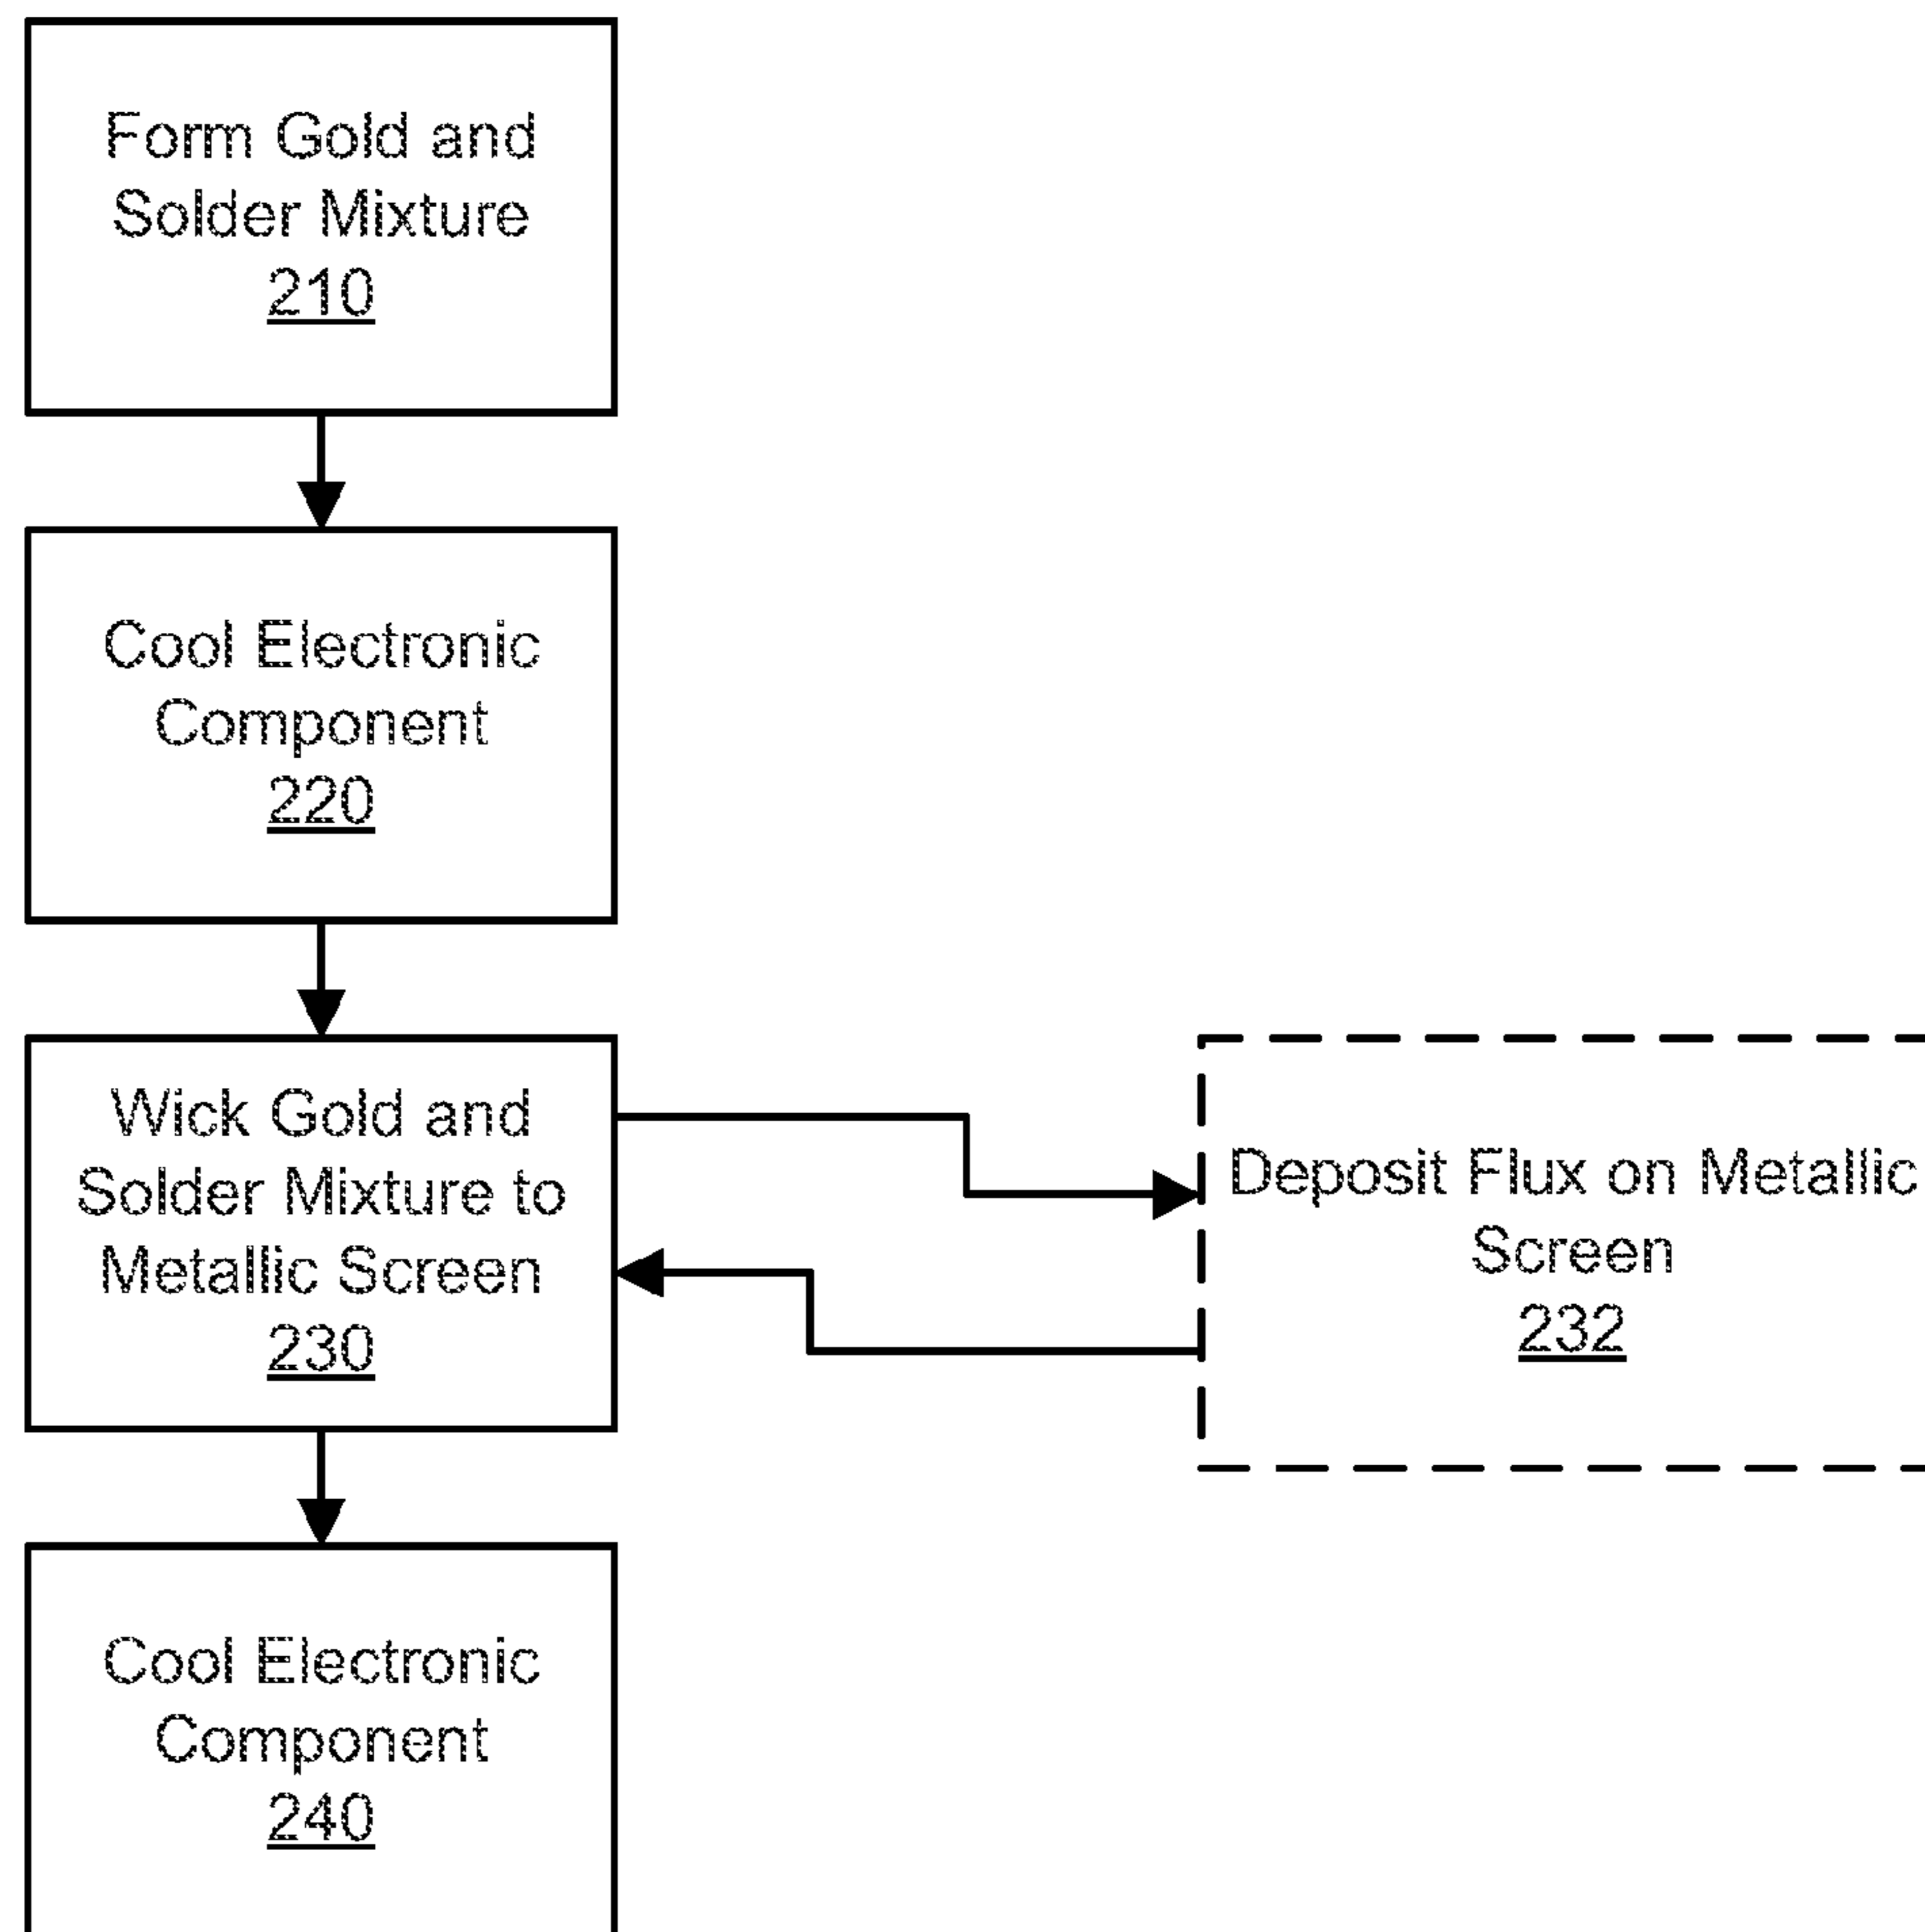 Form Gold and
Solder Mixture
210
Cool Electronic
Component
220
Wick Gold and
Solder Mixture to
Metallic Screen
230
Deposit Flux on Metallic
Screen
232
Cool Electronic
Component
240